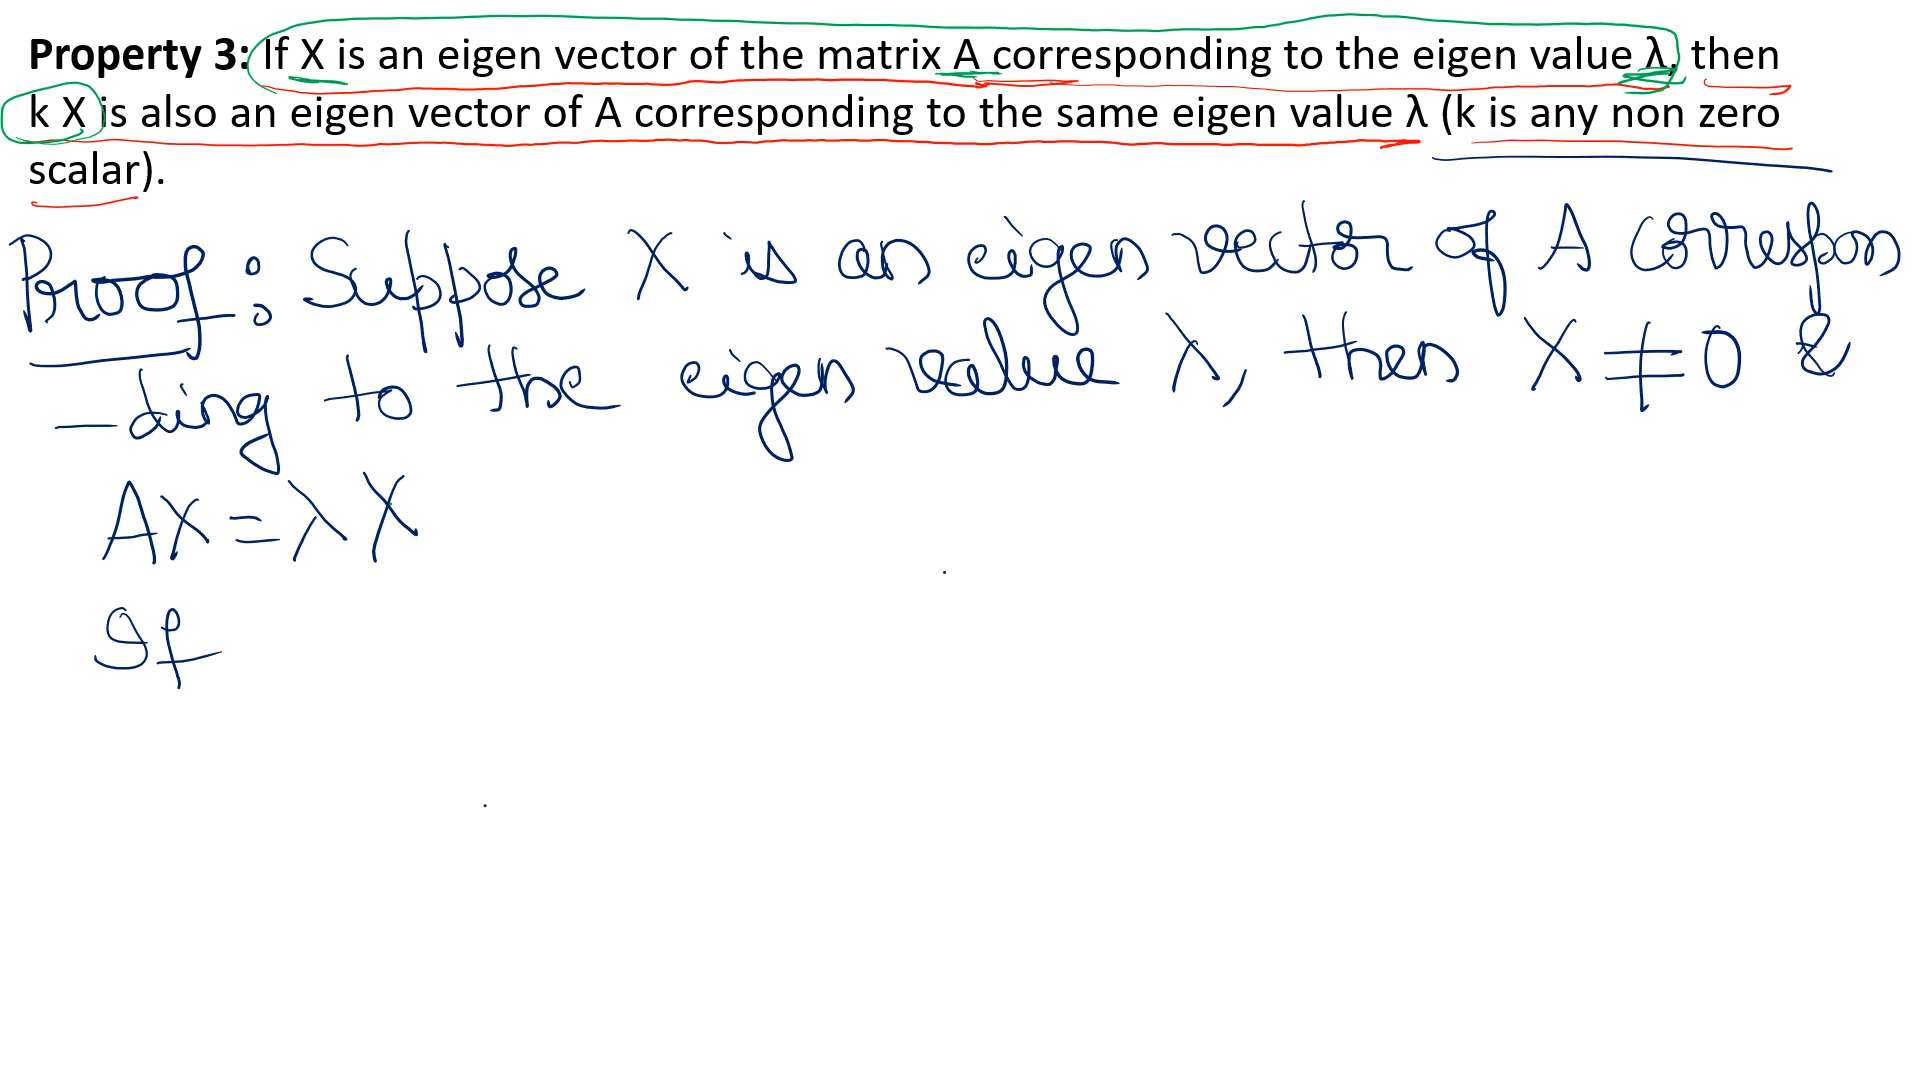 Property 3: If X is an eigen vector of the matrix A corresponding to the eigen value λ, then
k X is also an eigen vector of A corresponding to the same eigen value λ (k is any non zero
scalar).
Proof: Suppose X is an eigen vector of A correspon
-ding to the eigen value λ, then X ≠ 0 &
AX = λX
If